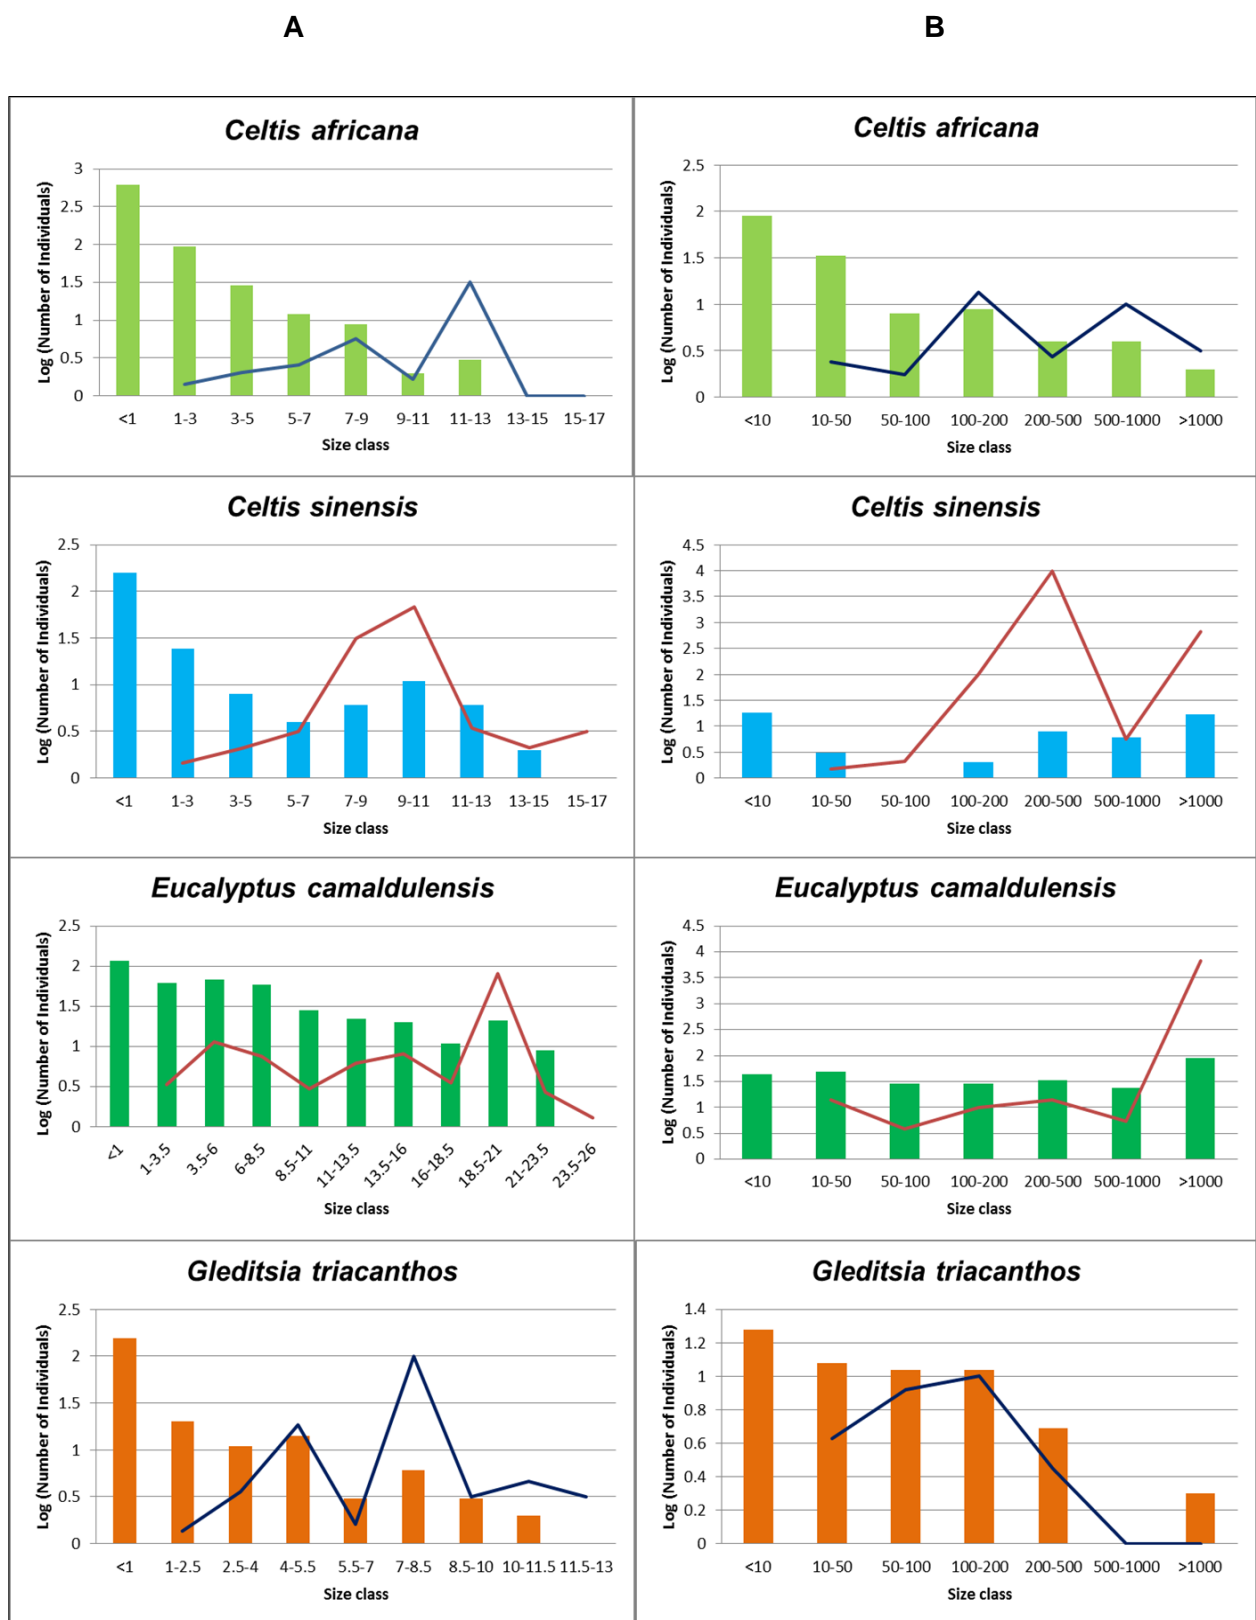 A
B
Celtis africana
Log (Number of Individuals)
3
2.5
2
1.5
1
0.5
0
<1 1-3 3-5 5-7 7-9 9-11 11-13 13-15 15-17
Size class
Celtis africana
Log (Number of Individuals)
2.5
2
1.5
1
0.5
0
<10 10-50 50-100 100-200 200-500 500-1000 >1000
Size class
Celtis sinensis
Log (Number of Individuals)
2.5
2
1.5
1
0.5
0
<1 1-3 3-5 5-7 7-9 9-11 11-13 13-15 15-17
Size class
Celtis sinensis
Log (Number of Individuals)
4.5
4
3.5
3
2.5
2
1.5
1
0.5
0
<10 10-50 50-100 100-200 200-500 500-1000 >1000
Size class
Eucalyptus camaldulensis
Log (Number of Individuals)
2.5
2
1.5
1
0.5
0
<1 1-3.5 3.5-6 6-8.5 8.5-11 11-13.5 13.5-16 16-18.5 18.5-21 21-23.5 23.5-26
Size class
Eucalyptus camaldulensis
Log (Number of Individuals)
4.5
4
3.5
3
2.5
2
1.5
1
0.5
0
<10 10-50 50-100 100-200 200-500 500-1000 >1000
Size class
Gleditsia triacanthos
Log (Number of Individuals)
2.5
2
1.5
1
0.5
0
<1 1-2.5 2.5-4 4-5.5 5.5-7 7-8.5 8.5-10 10-11.5 11.5-13
Size class
Gleditsia triacanthos
Log (Number of Individuals)
1.4
1.2
1
0.8
0.6
0.4
0.2
0
<10 10-50 50-100 100-200 200-500 500-1000 >1000
Size class